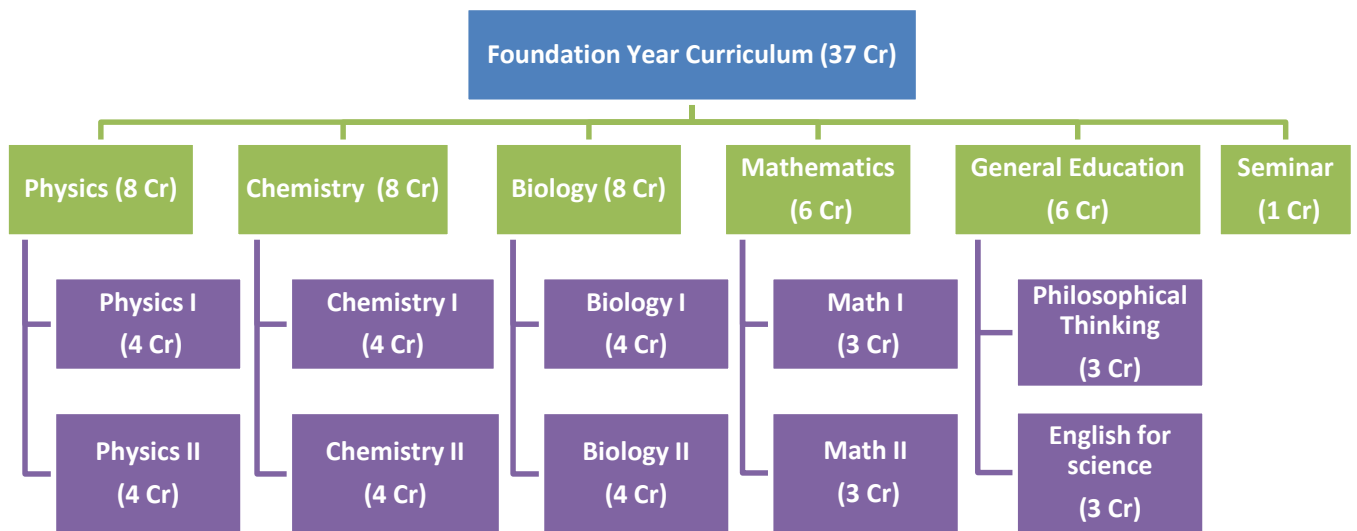 Foundation Year Curriculum (37 Cr)
Physics (8 Cr)
Chemistry  (8 Cr)
Biology (8 Cr)
Mathematics
(6 Cr)
General Education
(6 Cr)
Seminar
(1 Cr)
Physics I
(4 Cr)
Chemistry I
(4 Cr)
Biology I
(4 Cr)
Math I
(3 Cr)
Philosophical
Thinking
(3 Cr)
Physics II
(4 Cr)
Chemistry II
(4 Cr)
Biology II
(4 Cr)
Math II
(3 Cr)
English for
science
(3 Cr)